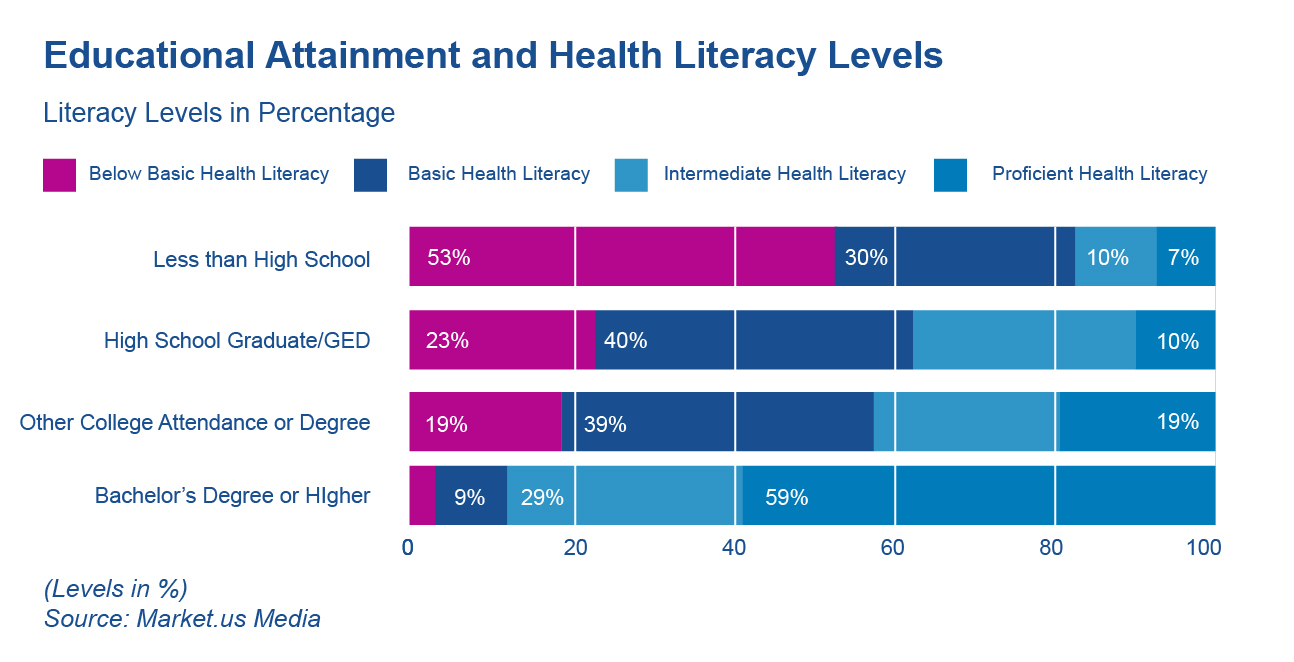 Educational Attainment and Health Literacy Levels
Literacy Levels in Percentage
Below Basic Health Literacy Basic Health Literacy Intermediate Health Literacy Proficient Health Literacy
Less than High School 53% 30% 10% 7%
High School Graduate/GED 23% 40% 10%
Other College Attendance or Degree 19% 39% 19%
Bachelor’s Degree or HIgher 9% 29% 59%
0 20 40 60 80 100
(Levels in %)
Source: Market.us Media